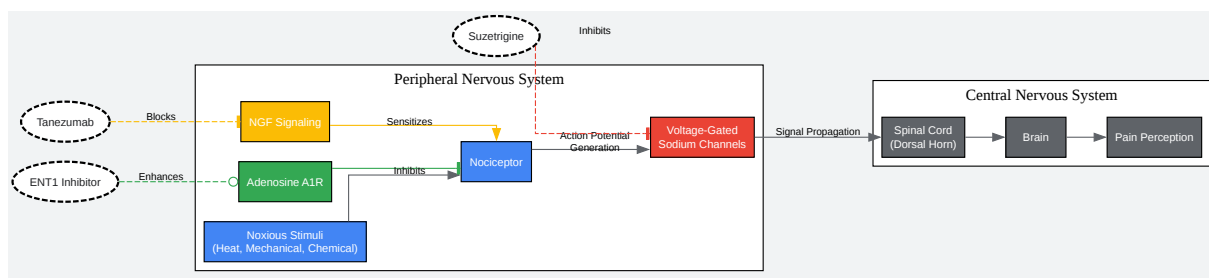 Suzetrigine
Inhibits
Peripheral Nervous System
Central Nervous System
Tanezumab
Blocks
NGF Signaling
Sensitizes
Action Potential
Generation
Voltage-Gated
Sodium Channels
Signal Propagation
Spinal Cord
(Dorsal Horn)
Brain
Pain Perception
Nociceptor
ENT1 Inhibitor
Enhances
Adenosine A1R
Inhibits
Noxious Stimuli
(Heat, Mechanical, Chemical)